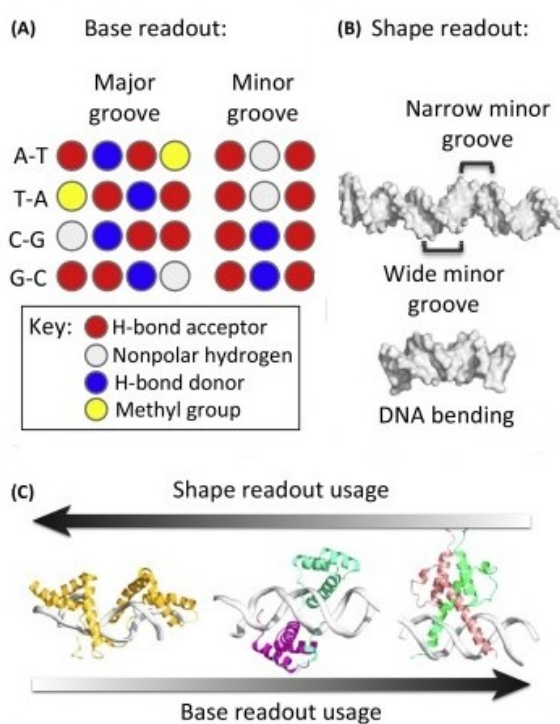 (A) Base readout:
Major groove
Minor groove
A-T
T-A
C-G
G-C
Key:
H-bond acceptor
Nonpolar hydrogen
H-bond donor
Methyl group
(B) Shape readout:
Narrow minor
groove
Wide minor
groove
DNA bending
(C)
Shape readout usage
Base readout usage